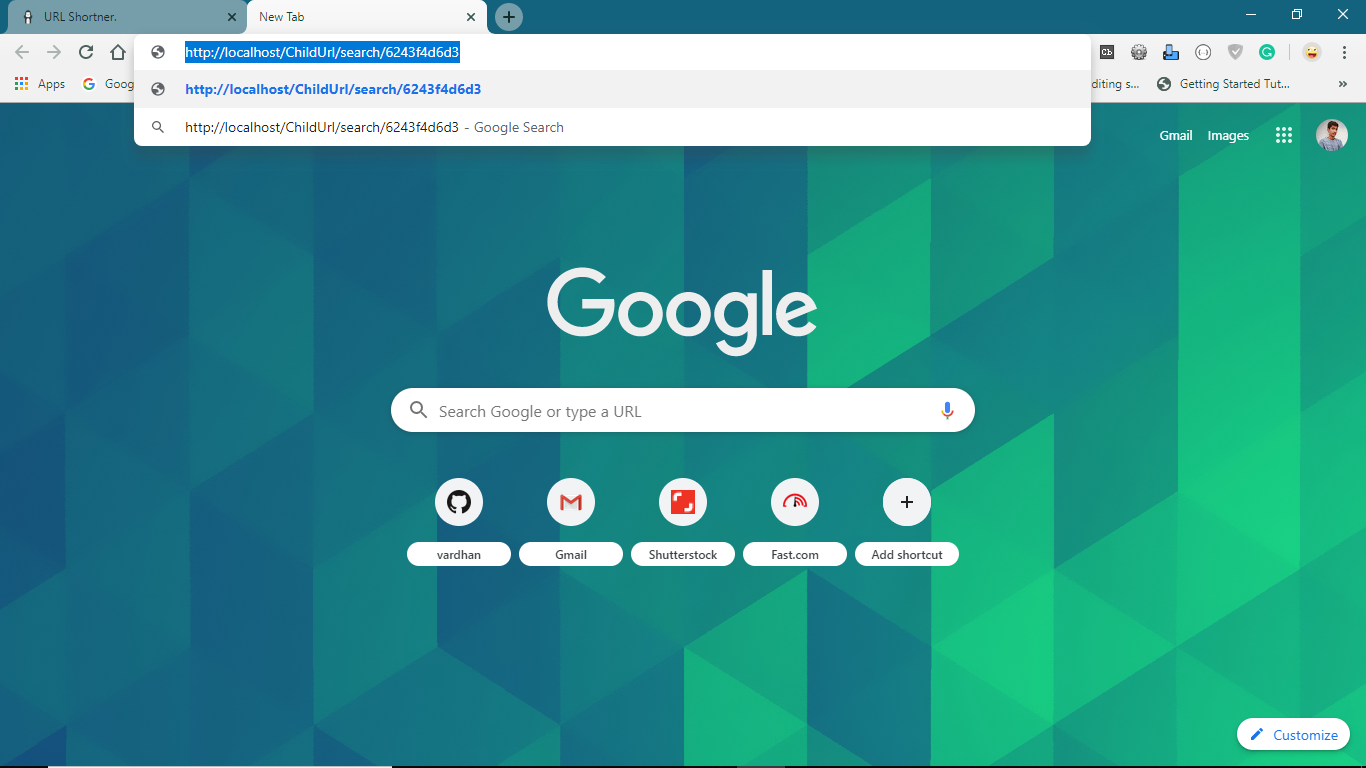 URL Shortner.
New Tab
http://localhost/ChildUrl/search/6243f4d6d3
Cb
Apps
Goog
diting s...
Getting Started Tut...
»
http://localhost/ChildUrl/search/6243f4d6d3
http://localhost/ChildUrl/search/6243f4d6d3 - Google Search
Gmail Images
Google
Search Google or type a URL
vardhan
Gmail
Shutterstock
Fast.com
Add shortcut
Customize